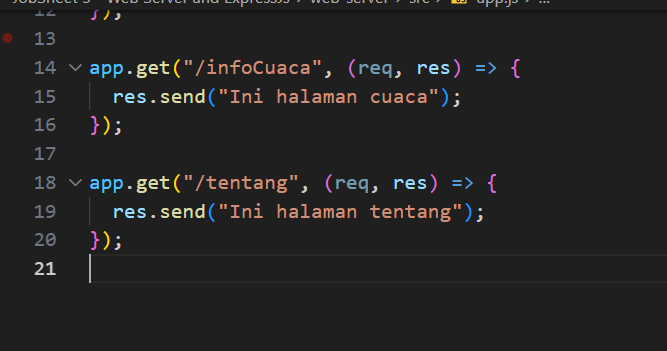 JobSheet 5 - Web Server and ExpressJs > web-server > src > app.js > ...
12 });
13
14 app.get("/infoCuaca", (req, res) => {
15 res.send("Ini halaman cuaca");
16 });
17
18 app.get("/tentang", (req, res) => {
19 res.send("Ini halaman tentang");
20 });
21